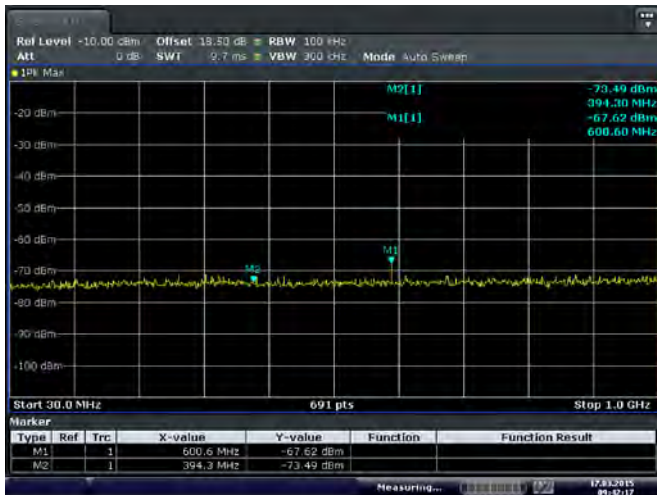 Ref Level -10.00 dBm Offset 18.50 dB RBW 100 kHz
Att 0 dB SWT 9.7 ms VBW 300 kHz Mode Auto Sweep
1Pk Max
M2[1] -73.49 dBm
394.30 MHz
M1[1] -67.62 dBm
600.60 MHz
-20 dBm
-30 dBm
-40 dBm
-50 dBm
-60 dBm
M1
-70 dBm
M2
-80 dBm
-90 dBm
-100 dBm
Start 30.0 MHz 691 pts Stop 1.0 GHz
Marker
Type Ref Trc X-value Y-value Function Function Result
M1 1 600.6 MHz -67.62 dBm
M2 1 394.3 MHz -73.49 dBm
Measuring... 17.03.2015
09:42:17